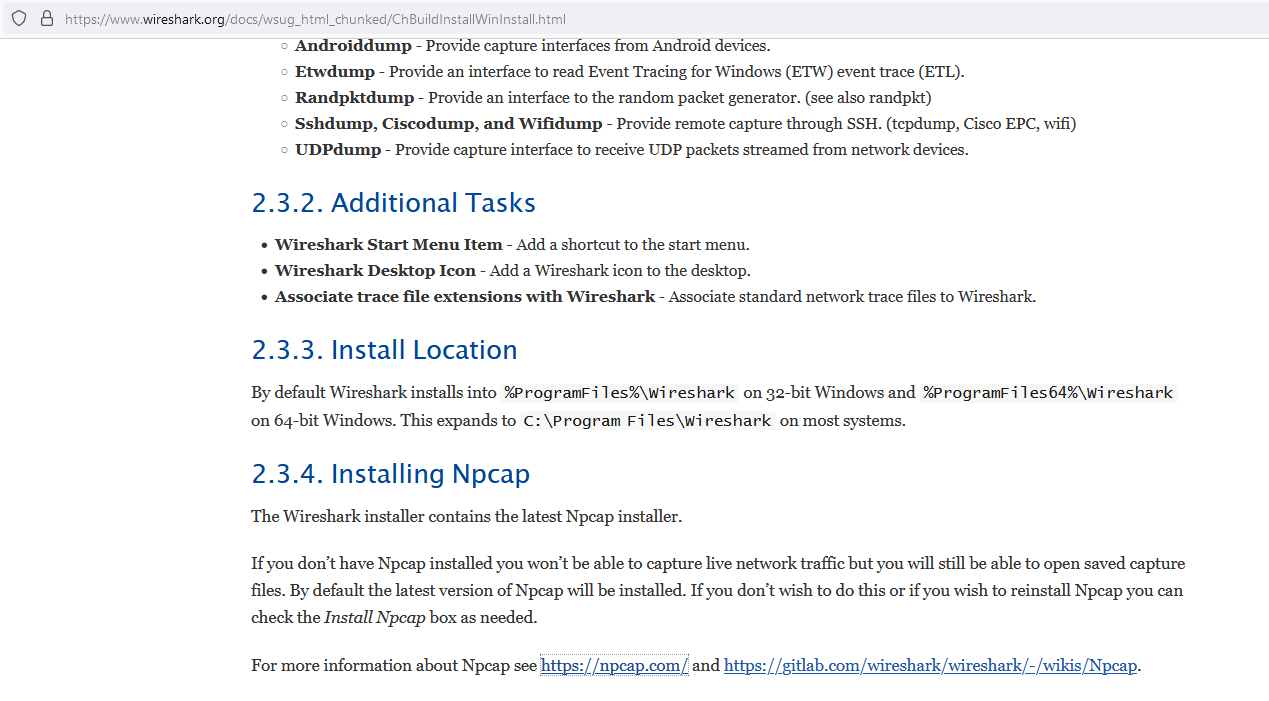 https://www.wireshark.org/docs/wsug_html_chunked/ChBuildInstallWinInstall.html
◦ Androiddump - Provide capture interfaces from Android devices.
◦ Etwdump - Provide an interface to read Event Tracing for Windows (ETW) event trace (ETL).
◦ Randpktdump - Provide an interface to the random packet generator. (see also randpkt)
◦ Sshdump, Ciscodump, and Wifidump - Provide remote capture through SSH. (tcpdump, Cisco EPC, wifi)
◦ UDPdump - Provide capture interface to receive UDP packets streamed from network devices.
2.3.2. Additional Tasks
• Wireshark Start Menu Item - Add a shortcut to the start menu.
• Wireshark Desktop Icon - Add a Wireshark icon to the desktop.
• Associate trace file extensions with Wireshark - Associate standard network trace files to Wireshark.
2.3.3. Install Location
By default Wireshark installs into %ProgramFiles%\Wireshark on 32-bit Windows and %ProgramFiles64%\Wireshark
on 64-bit Windows. This expands to C:\Program Files\Wireshark on most systems.
2.3.4. Installing Npcap
The Wireshark installer contains the latest Npcap installer.
If you don’t have Npcap installed you won’t be able to capture live network traffic but you will still be able to open saved capture
files. By default the latest version of Npcap will be installed. If you don’t wish to do this or if you wish to reinstall Npcap you can
check the Install Npcap box as needed.
For more information about Npcap see https://npcap.com/ and https://gitlab.com/wireshark/wireshark/-/wikis/Npcap.